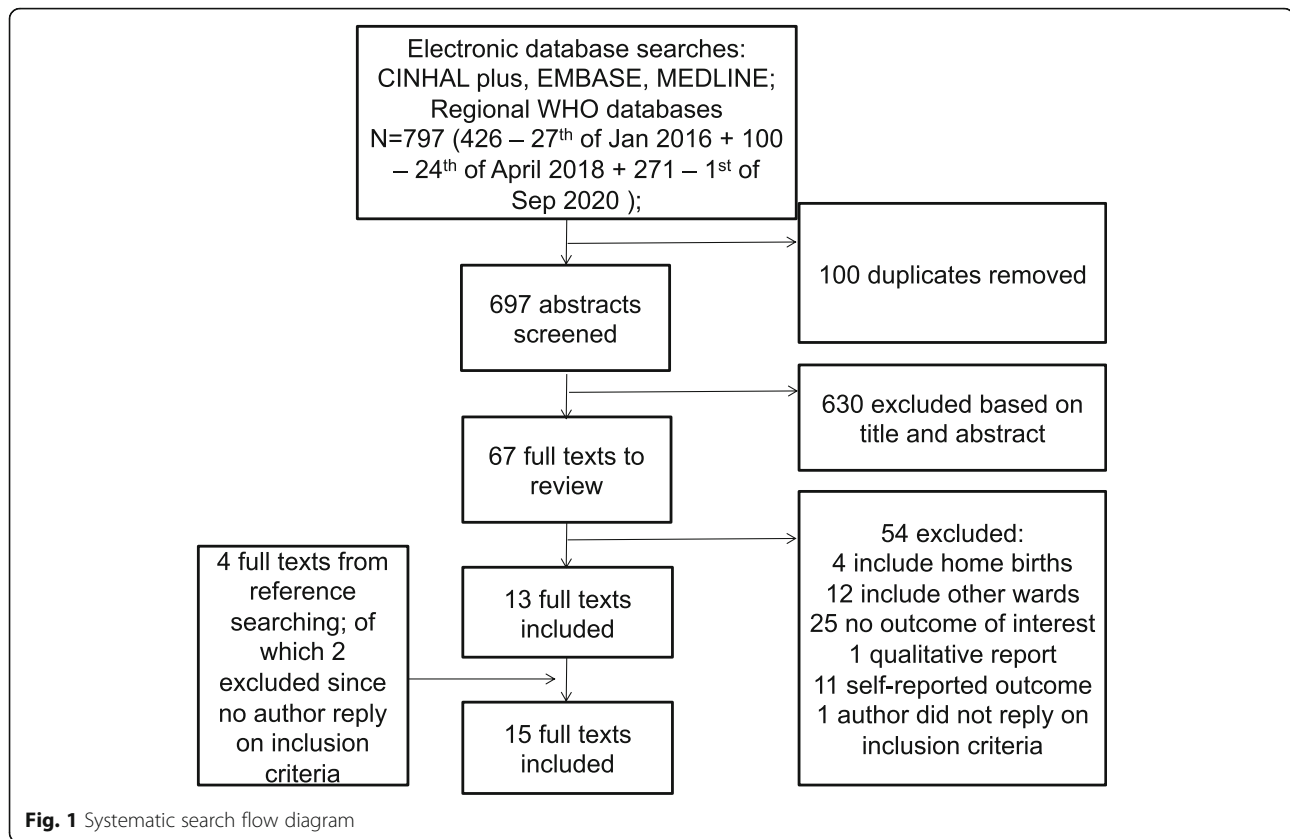 Electronic database searches:
CINHAL plus, EMBASE, MEDLINE;
Regional WHO databases
N=797 (426 – 27th of Jan 2016 + 100
– 24th of April 2018 + 271 – 1st of
Sep 2020 );
100 duplicates removed
697 abstracts
screened
630 excluded based on
title and abstract
67 full texts to
review
54 excluded:
4 include home births
12 include other wards
25 no outcome of interest
1 qualitative report
11 self-reported outcome
1 author did not reply on
inclusion criteria
13 full texts
included
4 full texts from
reference
searching; of
which 2
excluded since
no author reply
on inclusion
criteria
15 full texts
included
Fig. 1 Systematic search flow diagram